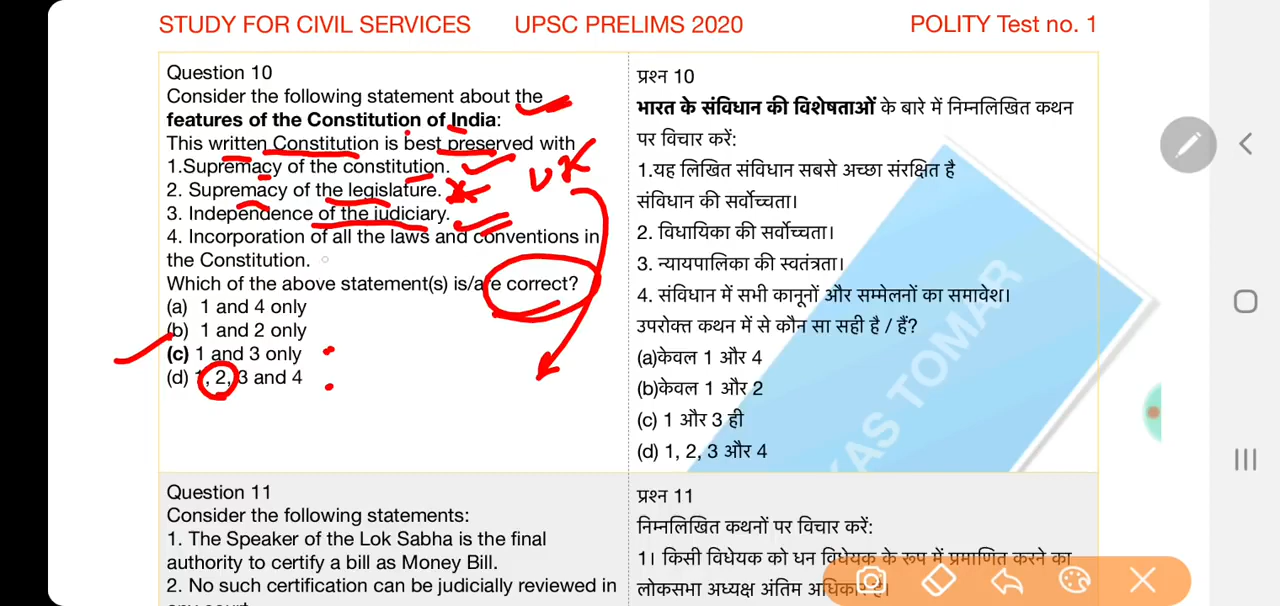 STUDY FOR CIVIL SERVICES UPSC PRELIMS 2020 POLITY Test no. 1
Question 10
Consider the following statement about the
features of the Constitution of India:
This written Constitution is best preserved with
1.Supremacy of the constitution.
2. Supremacy of the legislature.
3. Independence of the judiciary.
4. Incorporation of all the laws and conventions in
the Constitution.
Which of the above statement(s) is/are correct?
(a) 1 and 4 only
(b) 1 and 2 only
(c) 1 and 3 only
(d) 1, 2, 3 and 4
UK
प्रश्न 10
भारत के संविधान की विशेषताओं के बारे में निम्नलिखित कथन
पर विचार करें:
1.यह लिखित संविधान सबसे अच्छा संरक्षित है
संविधान की सर्वोच्चता।
2. विधायिका की सर्वोच्चता।
3. न्यायपालिका की स्वतंत्रता।
4. संविधान में सभी कानूनों और सम्मेलनों का समावेश।
उपरोक्त कथन में से कौन सा सही है / हैं?
(a)केवल 1 और 4
(b)केवल 1 और 2
(c) 1 और 3 ही
(d) 1, 2, 3 और 4
KAS TOMAR
Question 11
Consider the following statements:
1. The Speaker of the Lok Sabha is the final
authority to certify a bill as Money Bill.
2. No such certification can be judicially reviewed in
any court
प्रश्न 11
निम्नलिखित कथनों पर विचार करें:
1। किसी विधेयक को धन विधेयक के रूप में प्रमाणित करने का
लोकसभा अध्यक्ष अंतिम अधिकार है।